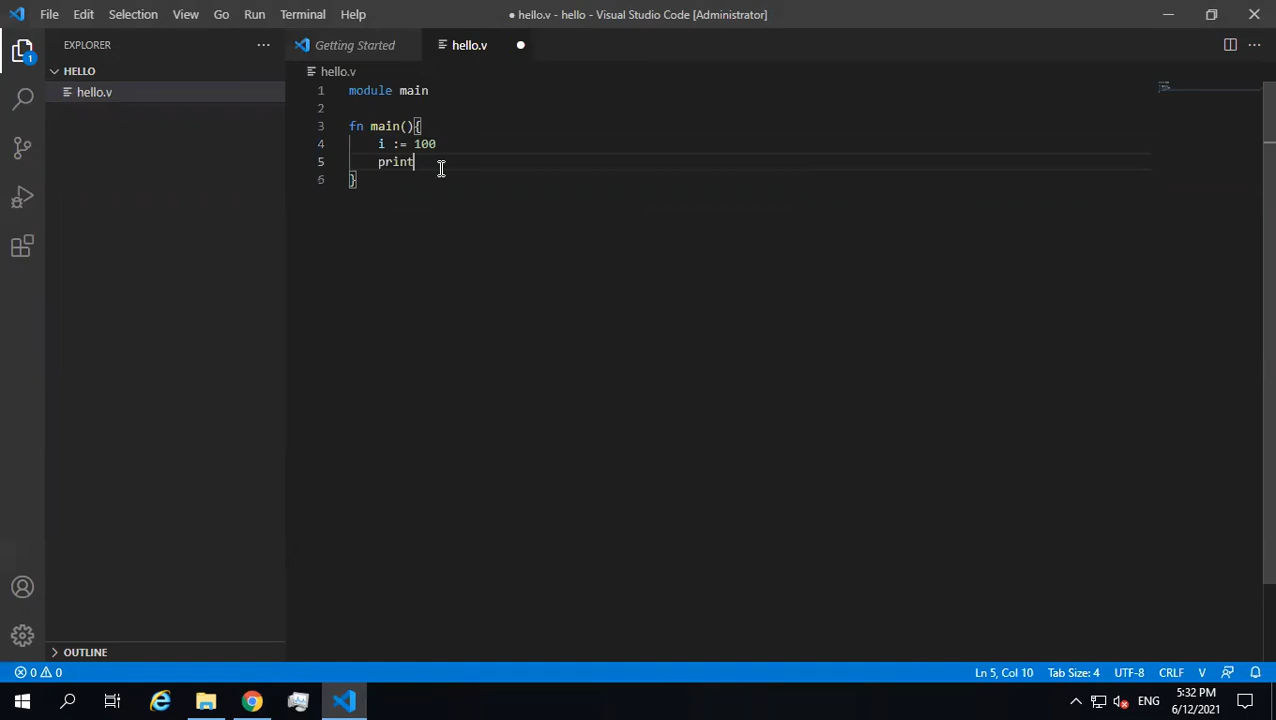 File Edit Selection View Go Run Terminal Help ● hello.v - hello - Visual Studio Code [Administrator]
EXPLORER
Getting Started
hello.v
HELLO
hello.v
hello.v
1 module main
2
3 fn main(){
4 i := 100
5 print
6 }
1
OUTLINE
0 0 Ln 5, Col 10 Tab Size: 4 UTF-8 CRLF V
ENG
5:32 PM
6/12/2021